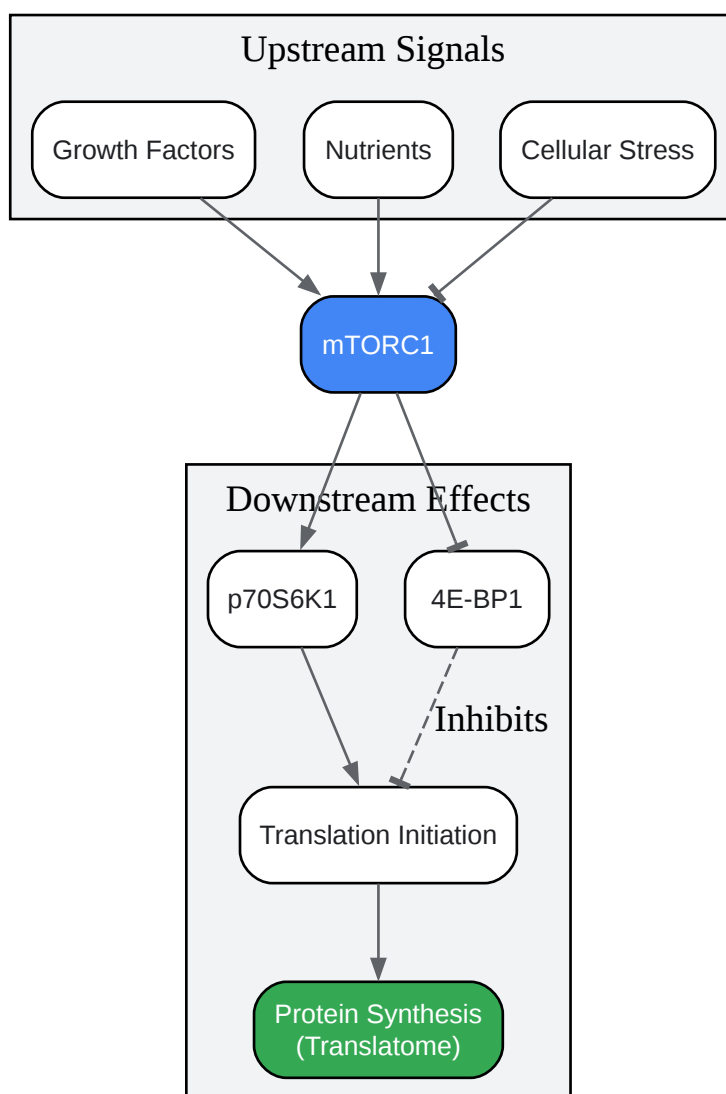 Upstream Signals
Growth Factors
Nutrients
Cellular Stress
mTORC1
Downstream Effects
p70S6K1
4E-BP1
Inhibits
Translation Initiation
Protein Synthesis
(Translatome)